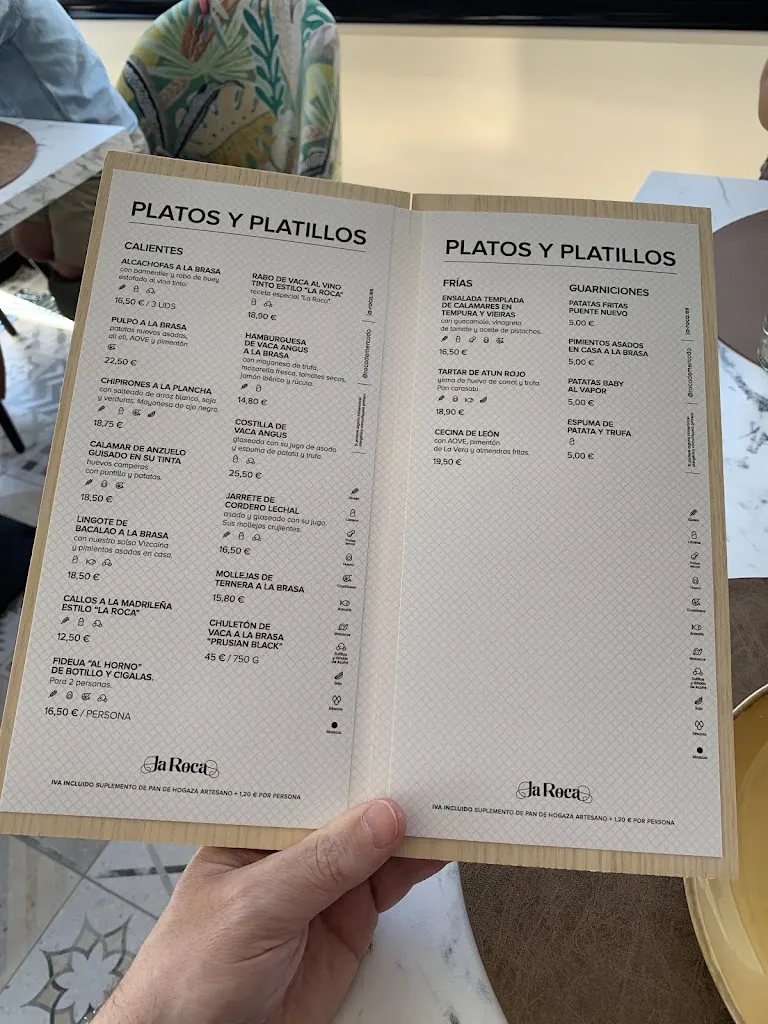 PLATOS Y PLATILLOS
CALIENTES
ALCACHOFAS A LA BRASA
con parmentier y rabo de buey
estofado al vino tinto.
16,50 € / 3 UDS
PULPO A LA BRASA
patatas nuevas asadas,
ali oli, AOVE y pimentón.
22,50 €
CHIPIRONES A LA PLANCHA
con salteado de arroz blanco, soja
y verduras. Mayonesa de ajo negro.
18,75 €
CALAMAR DE ANZUELO
GUISADO EN SU TINTA
huevos camperos
con puntilla y patatas.
18,50 €
LINGOTE DE
BACALAO A LA BRASA
con nuestra salsa Vizcaína
y pimientos asados en casa.
18,50 €
CALLOS A LA MADRILEÑA
ESTILO "LA ROCA"
12,50 €
FIDEUA "AL HORNO"
DE BOTILLO Y CIGALAS.
Para 2 personas.
16,50 € / PERSONA
RABO DE VACA AL VINO
TINTO ESTILO "LA ROCA"
receta especial "La Roca".
18,90 €
HAMBURGUESA
DE VACA ANGUS
A LA BRASA
con mayonesa de trufa,
mozarella fresca, tomates secos,
jamón ibérico y rúcula.
14,80 €
COSTILLA DE
VACA ANGUS
glaseada con su jugo de asado
y espuma de patata y trufa.
25,50 €
JARRETE DE
CORDERO LECHAL
asado y glaseado con su jugo.
Sus mollejas crujientes.
16,50 €
MOLLEJAS DE
TERNERA A LA BRASA
15,80 €
CHULETÓN DE
VACA A LA BRASA
"PRUSIAN BLACK"
45 € / 750 G
la-roca.es
@rocademercado
la Roca
IVA INCLUIDO SUPLEMENTO DE PAN DE HOGAZA ARTESANO + 1,20 € POR PERSONA
PLATOS Y PLATILLOS
FRÍAS
ENSALADA TEMPLADA
DE CALAMARES EN
TEMPURA Y VIEIRAS
con guacamole, vinagreta
de tomate y aceite de pistachos.
16,50 €
TARTAR DE ATUN ROJO
yema de huevo de corral y trufa.
Pan carasatu.
18,90 €
CECINA DE LEÓN
con AOVE, pimentón
de La Vera y almendras fritas.
19,50 €
GUARNICIONES
PATATAS FRITAS
PUENTE NUEVO
5,00 €
PIMIENTOS ASADOS
EN CASA A LA BRASA
5,00 €
PATATAS BABY
AL VAPOR
5,00 €
ESPUMA DE
PATATA Y TRUFA
5,00 €
la-roca.es
@rocademercado
la Roca
IVA INCLUIDO SUPLEMENTO DE PAN DE HOGAZA ARTESANO + 1,20 € POR PERSONA